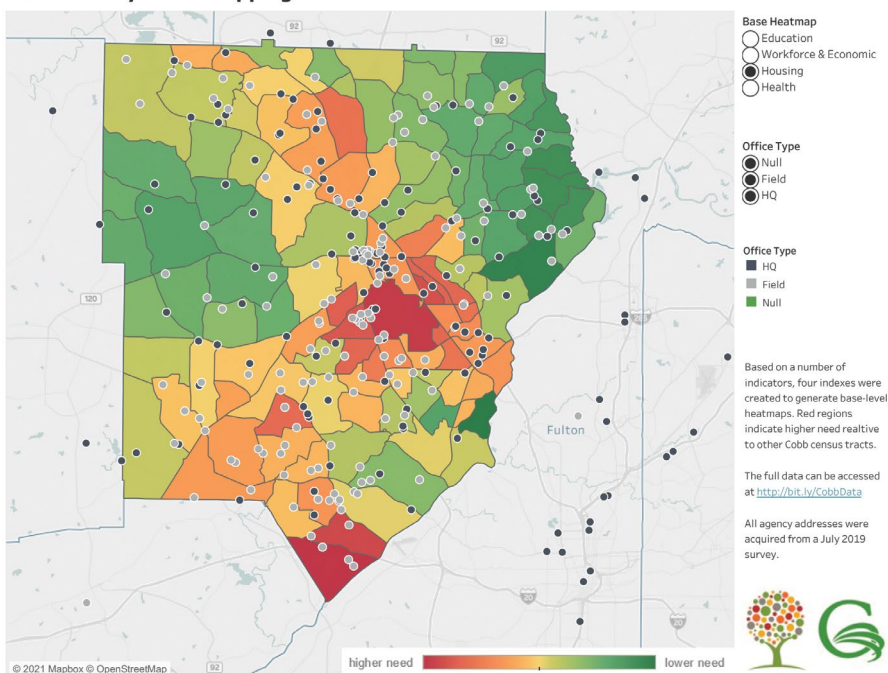 Base Heatmap
Education
Workforce & Economic
Housing
Health
Office Type
Null
Field
HQ
Office Type
HQ
Field
Null
Based on a number of
indicators, four indexes were
created to generate base-level
heatmaps. Red regions
indicate higher need realtive
to other Cobb census tracts.
The full data can be accessed
at http://bit.ly/CobbData
All agency addresses were
acquired from a July 2019
survey.
92
92
120
285
Fulton
20
20
92
higher need
lower need
© 2021 Mapbox © OpenStreetMap